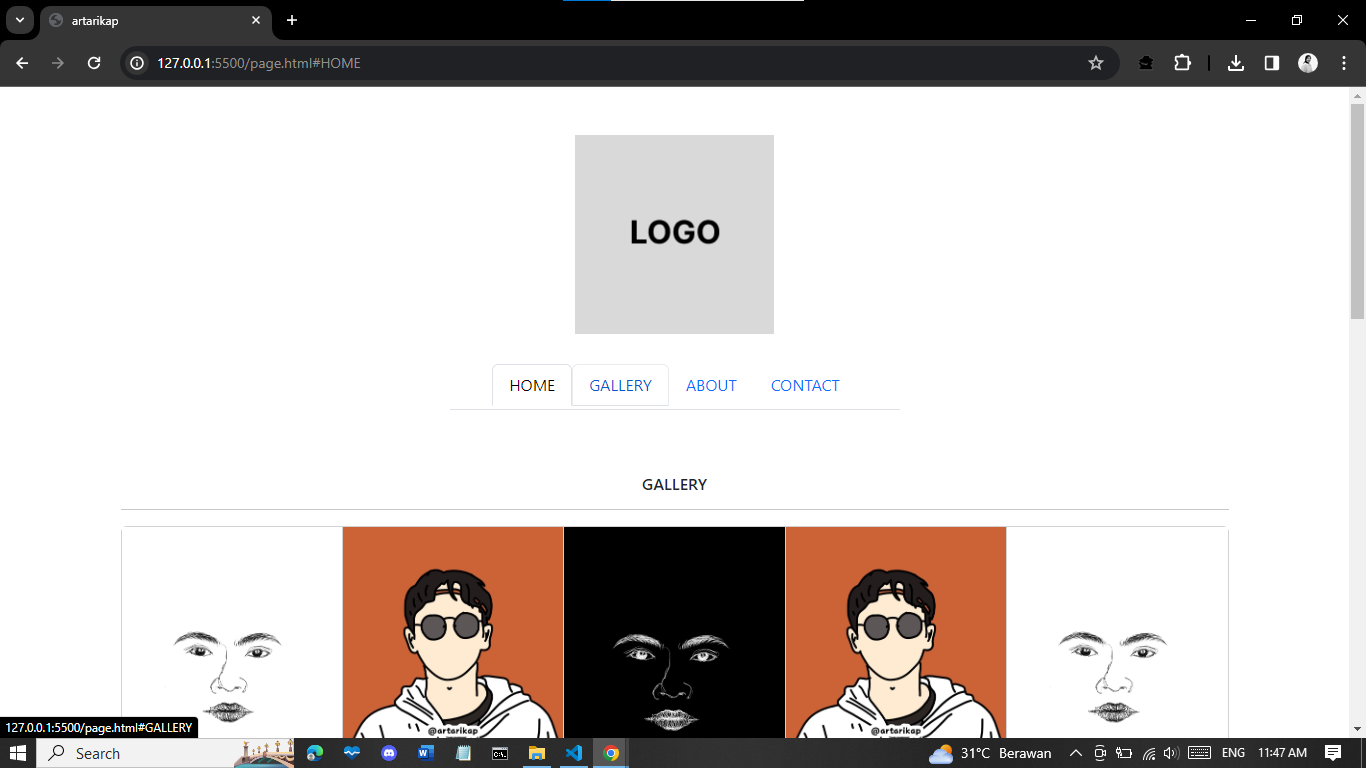 artarikap
127.0.0.1:5500/page.html#HOME
LOGO
HOME GALLERY ABOUT CONTACT
GALLERY
@artarikap @artarikap
127.0.0.1:5500/page.html#GALLERY
Search
31°C Berawan ENG 11:47 AM